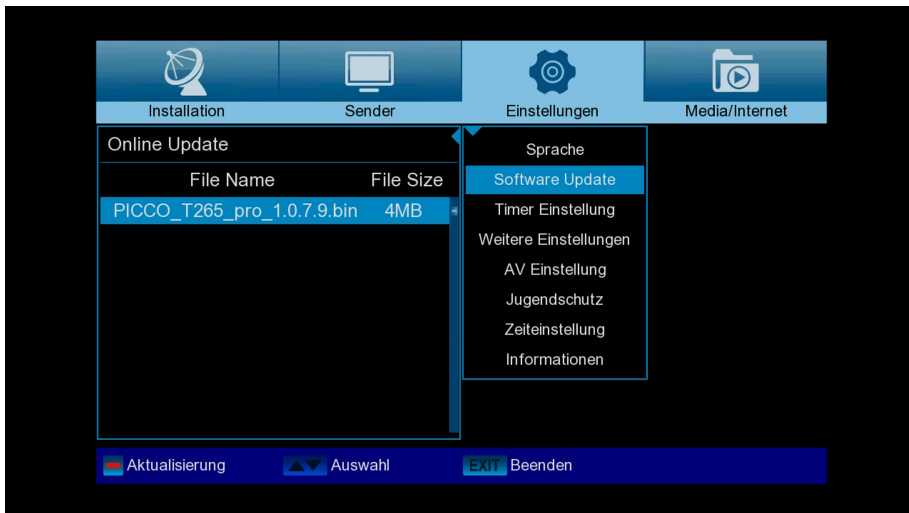 Installation
Sender
Einstellungen
Media/Internet
Online Update
File Name File Size
PICCO_T265_pro_1.0.7.9.bin 4MB
Sprache
Software Update
Timer Einstellung
Weitere Einstellungen
AV Einstellung
Jugendschutz
Zeiteinstellung
Informationen
Aktualisierung
Auswahl
EXIT Beenden